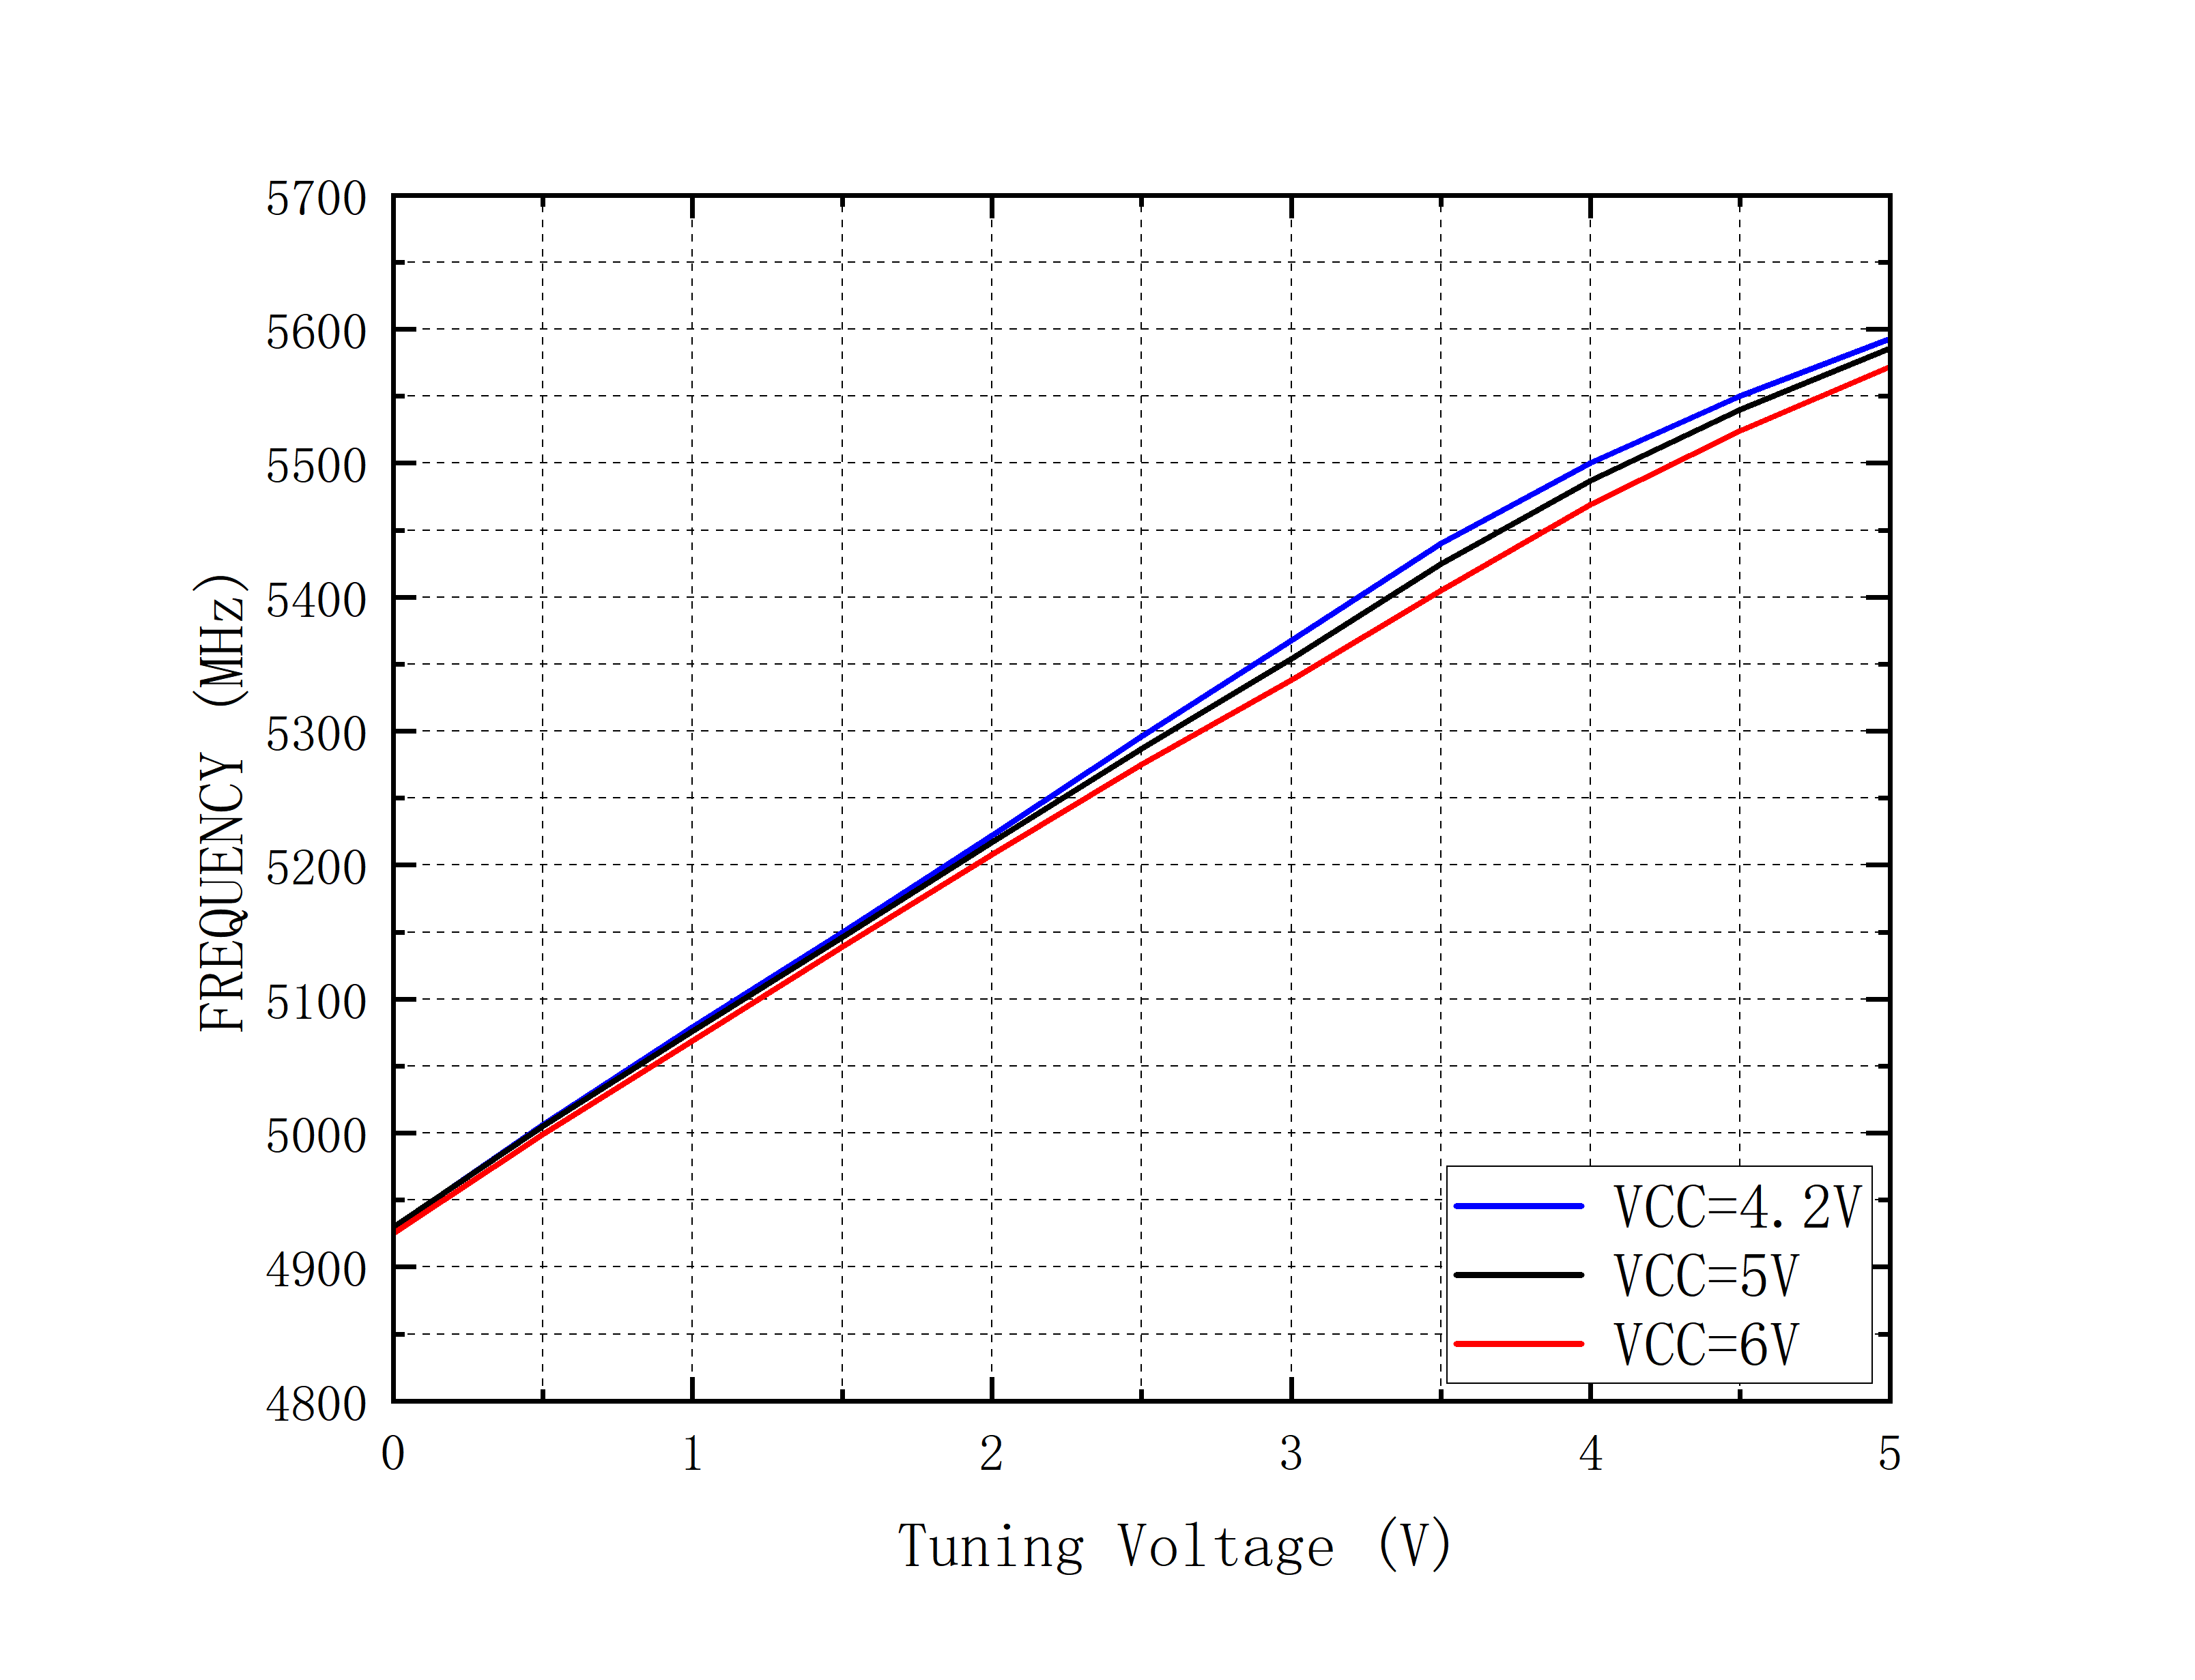 5700
5600
5500
5400
5300
5200
5100
5000
4900
4800
FREQUENCY (MHz)
VCC=4.2V
VCC=5V
VCC=6V
0 1 2 3 4 5
Tuning Voltage (V)